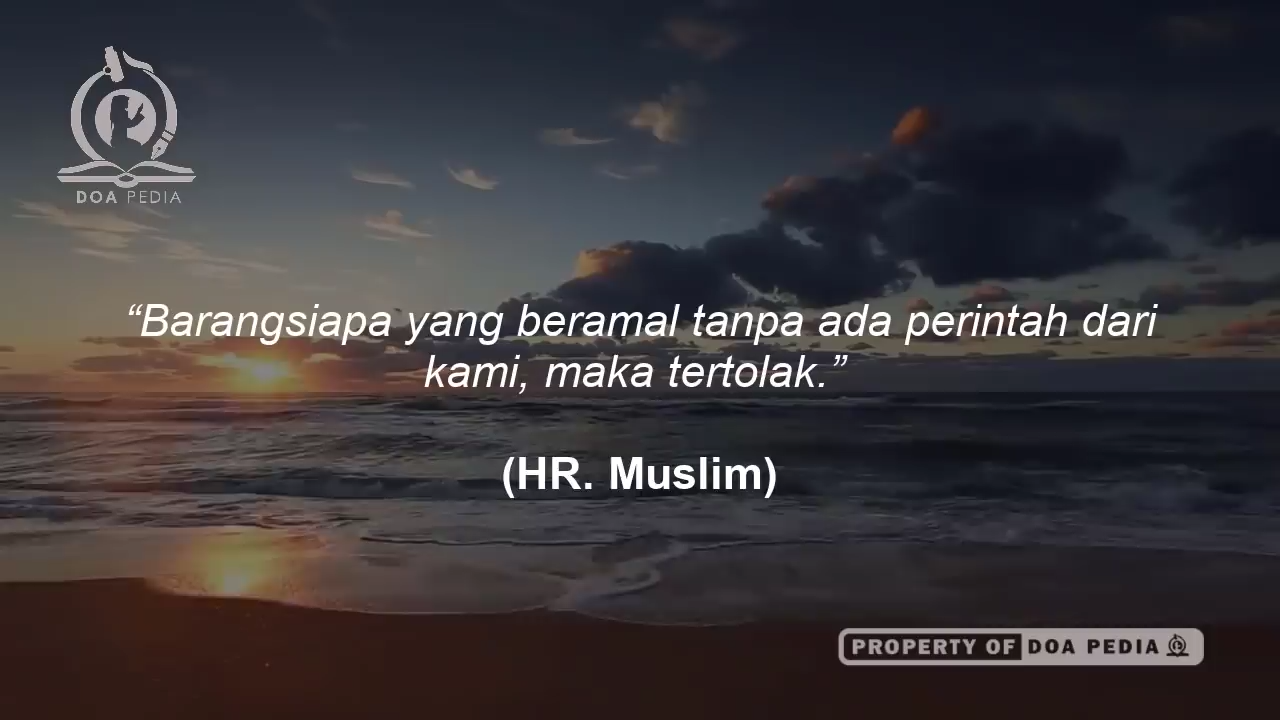 DOA PEDIA
“Barangsiapa yang beramal tanpa ada perintah dari
kami, maka tertolak.”
(HR. Muslim)
PROPERTY OF DOA PEDIA